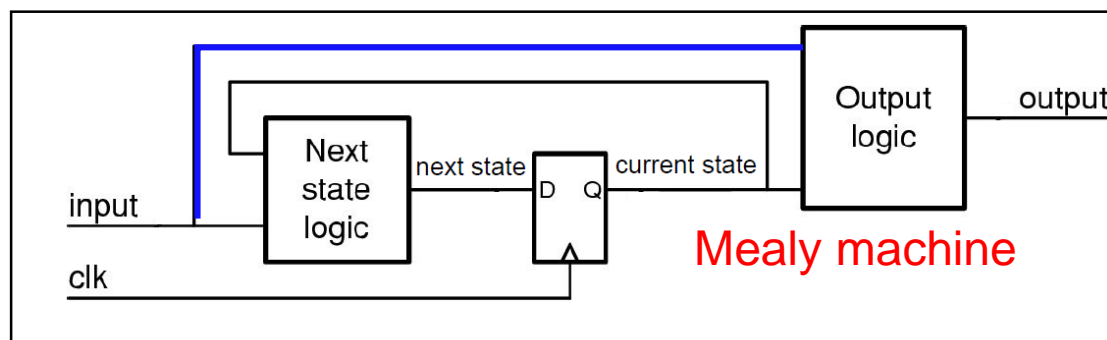 Output
logic
output
Next
state
logic
next state
D
Q
current state
input
clk
Mealy machine